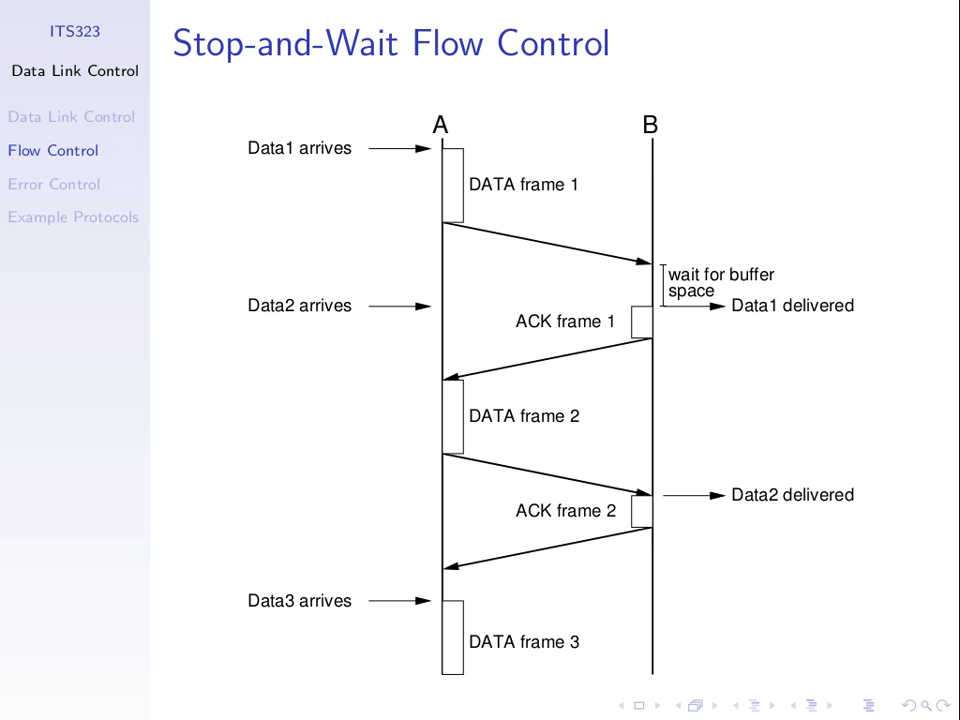 ITS323
Data Link Control
Data Link Control
Flow Control
Error Control
Example Protocols
Stop-and-Wait Flow Control
A
B
Data1 arrives
DATA frame 1
wait for buffer
space
Data2 arrives
Data1 delivered
ACK frame 1
DATA frame 2
Data2 delivered
ACK frame 2
Data3 arrives
DATA frame 3